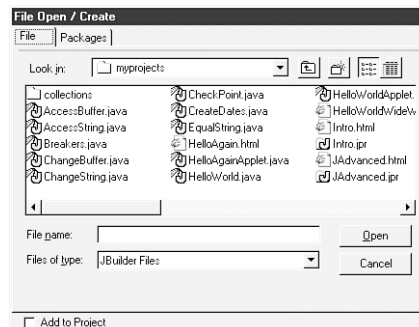 File Open / Create
File
Packages
Look in:
myprojects
collections
AccessBuffer.java
AccessString.java
Breakers.java
ChangeBuffer.java
ChangeString.java
CheckPoint.java
CreateDates.java
EqualString.java
HelloAgain.html
HelloAgainApplet.java
HelloWorld.java
HelloWorldApplet.
HelloWorldWideW
Intro.html
Intro.jpr
JAdvanced.html
JAdvanced.jpr
File name:
Open
Files of type:
JBuilder Files
Cancel
Add to Project